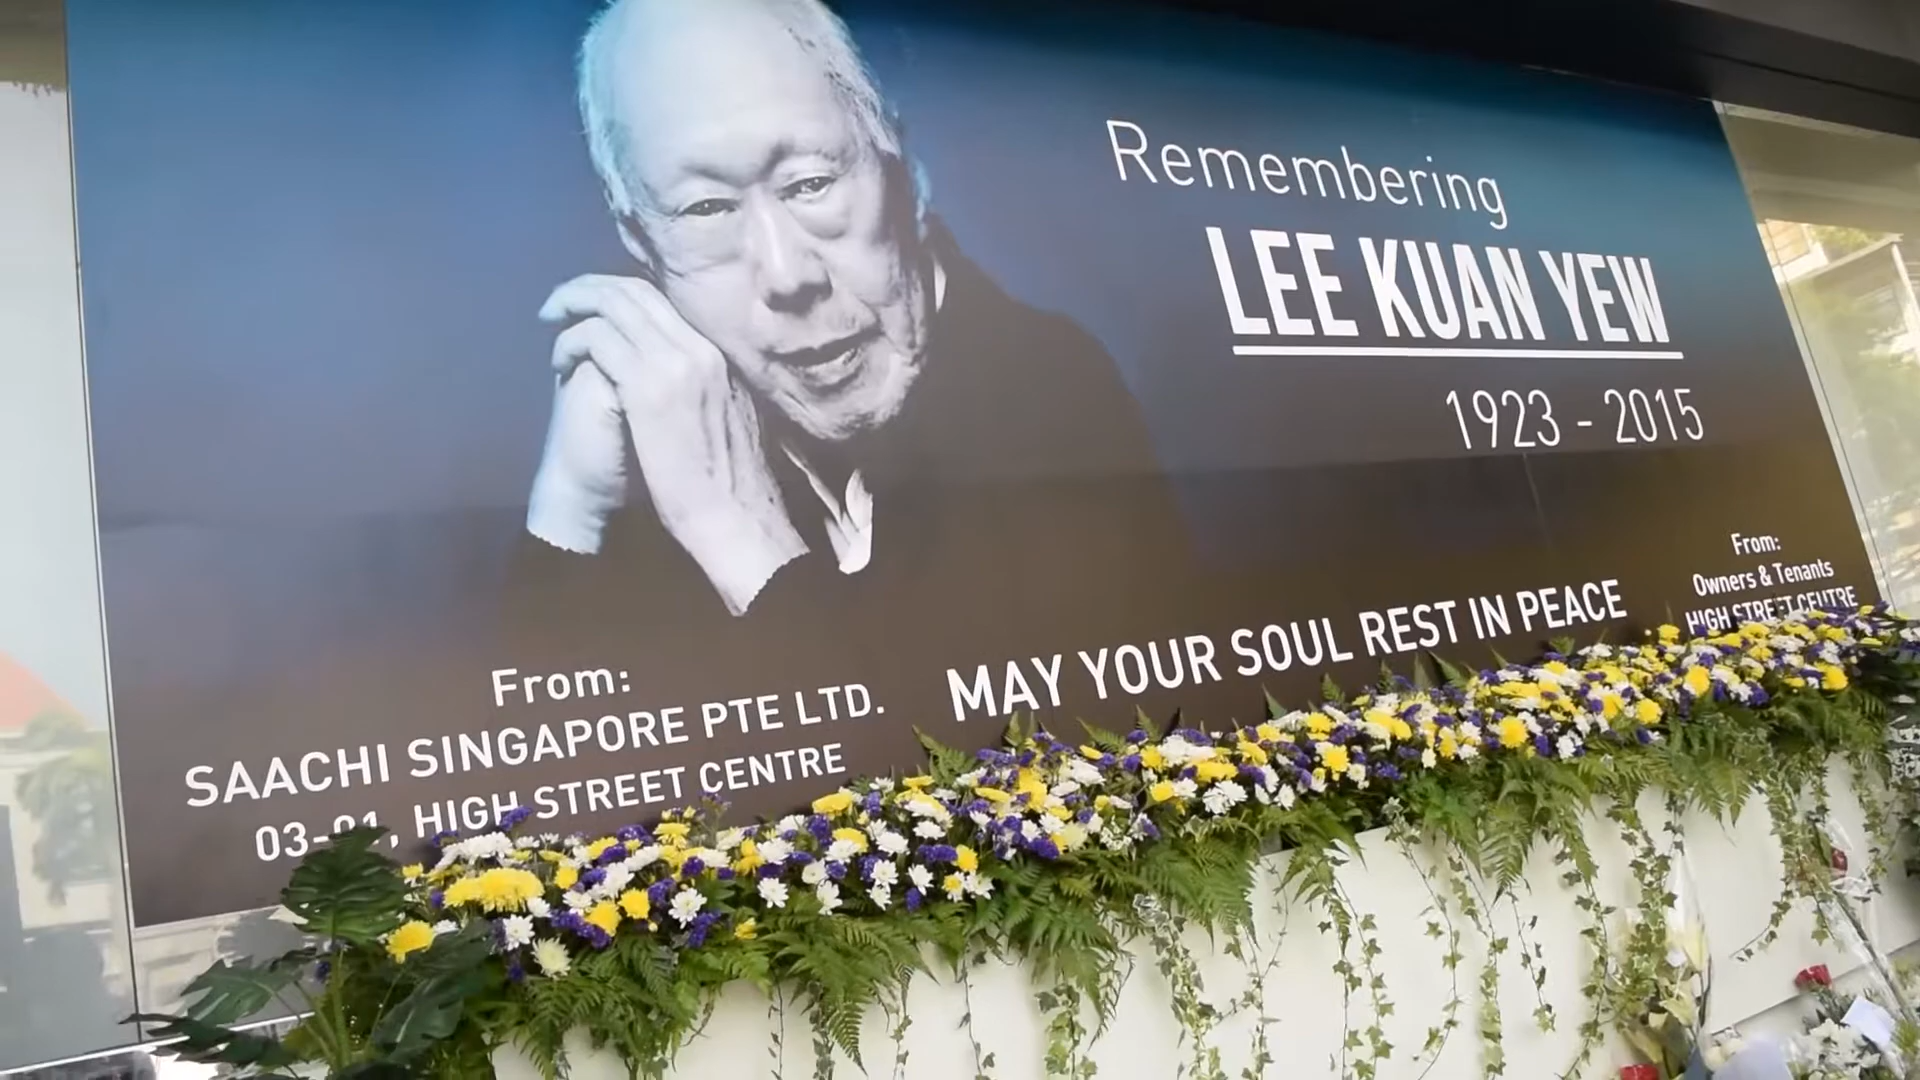 Remembering
LEE KUAN YEW
1923 - 2015
From:
SAACHI SINGAPORE PTE LTD.
03-01, HIGH STREET CENTRE
MAY YOUR SOUL REST IN PEACE
From:
Owners & Tenants
HIGH STREET CENTRE